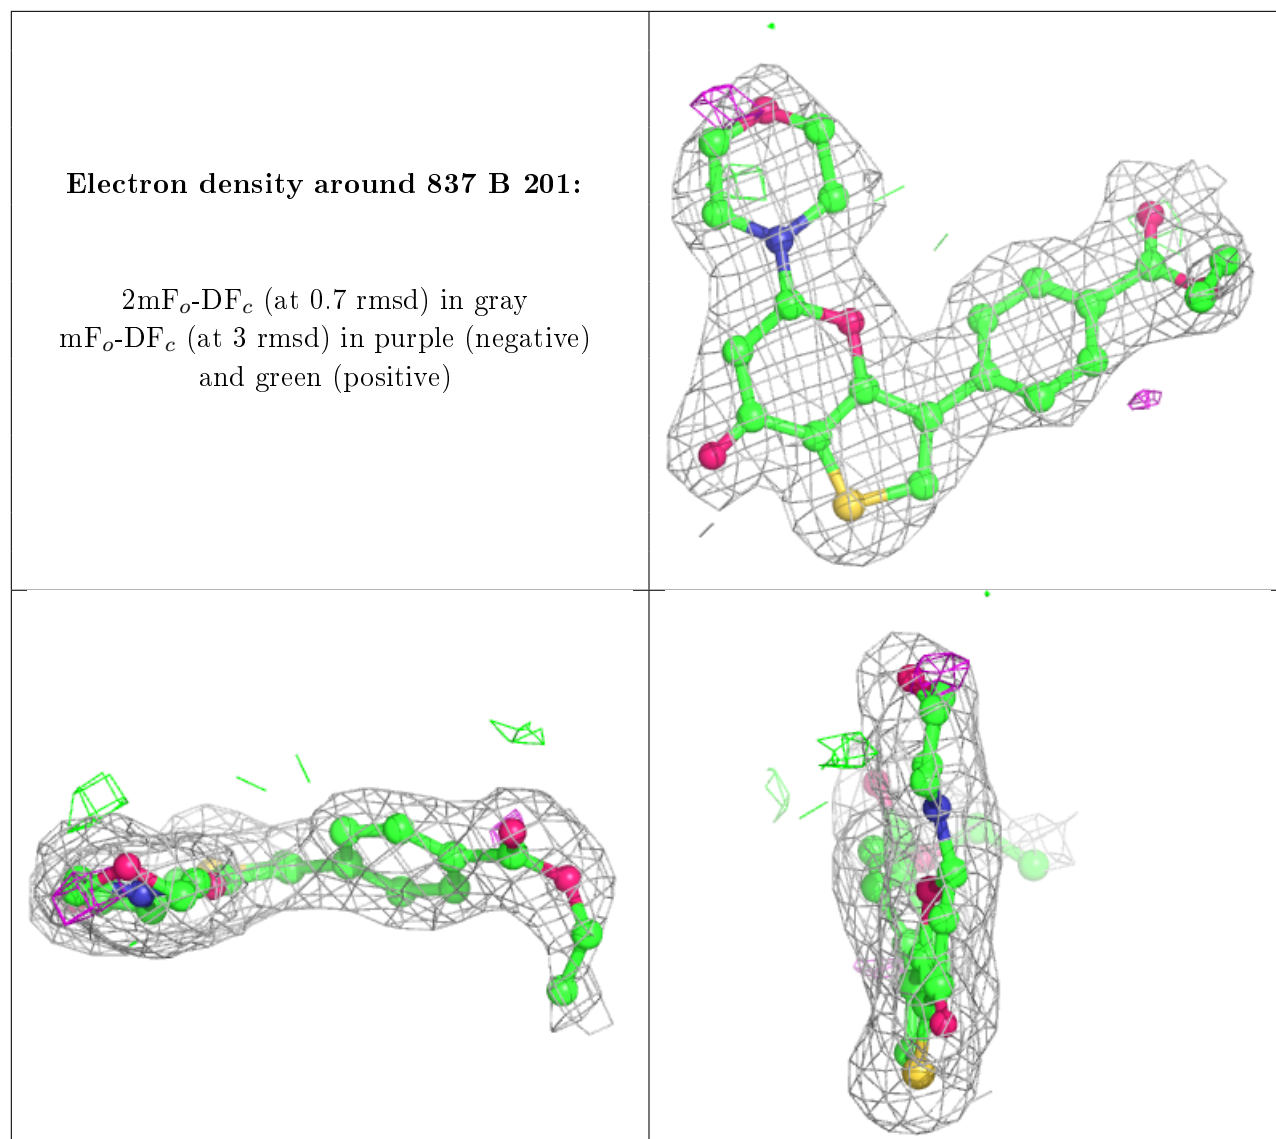 Electron density around 837 B 201:
2mFₒ-DF𝒸 (at 0.7 rmsd) in gray
mFₒ-DF𝒸 (at 3 rmsd) in purple (negative)
and green (positive)